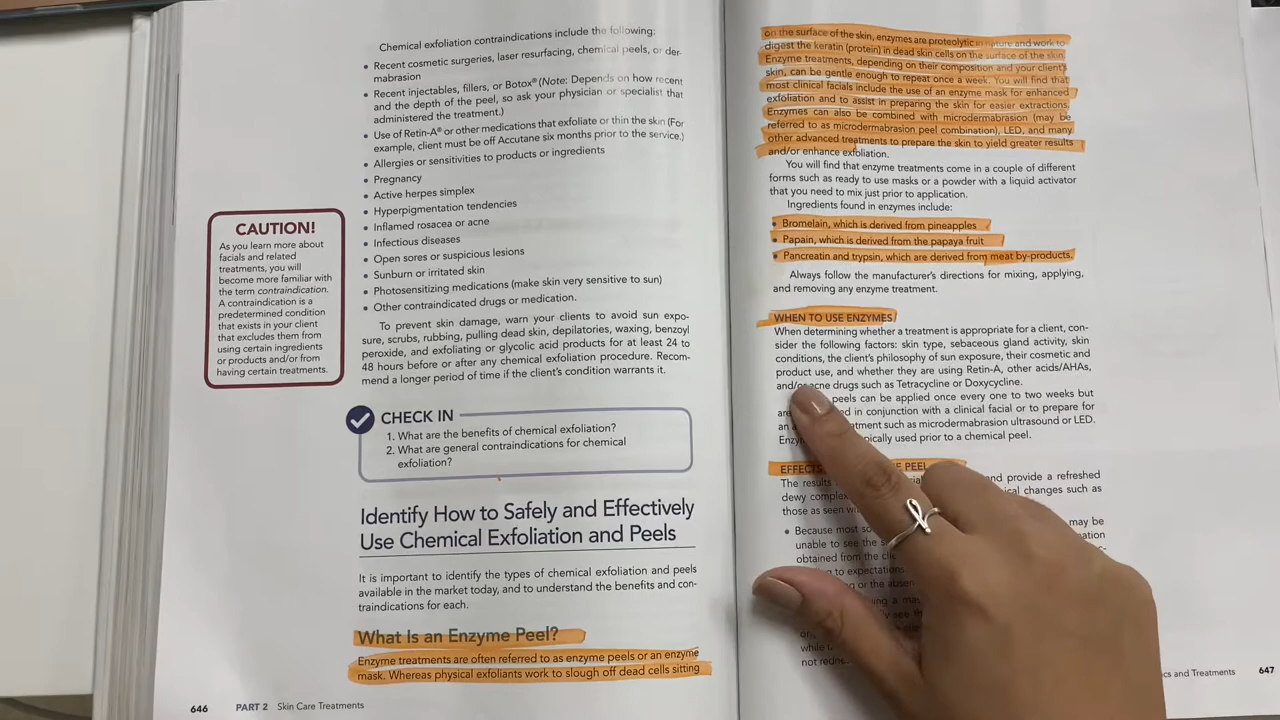 Chemical exfoliation contraindications include the following:
• Recent cosmetic surgeries, laser resurfacing, chemical peels, or der-
mabrasion
• Recent injectables, fillers, or Botox® (Note: Depends on how recent
and the depth of the peel, so ask your physician or specialist that
administered the treatment.)
• Use of Retin-A® or other medications that exfoliate or thin the skin (For
example, client must be off Accutane six months prior to the service.)
• Allergies or sensitivities to products or ingredients
• Pregnancy
• Active herpes simplex
• Hyperpigmentation tendencies
• Inflamed rosacea or acne
• Infectious diseases
• Open sores or suspicious lesions
• Sunburn or irritated skin
• Photosensitizing medications (make skin very sensitive to sun)
• Other contraindicated drugs or medication.
To prevent skin damage, warn your clients to avoid sun expo-
sure, scrubs, rubbing, pulling dead skin, depilatories, waxing, benzoyl
peroxide, and exfoliating or glycolic acid products for at least 24 to
48 hours before or after any chemical exfoliation procedure. Recom-
mend a longer period of time if the client's condition warrants it.
CAUTION!
As you learn more about
facials and related
treatments, you will
become more familiar with
the term contraindication.
A contraindication is a
predetermined condition
that exists in your client
that excludes them from
using certain ingredients
or products and/or from
having certain treatments.
CHECK IN
1. What are the benefits of chemical exfoliation?
2. What are general contraindications for chemical
exfoliation?
Identify How to Safely and Effectively
Use Chemical Exfoliation and Peels
It is important to identify the types of chemical exfoliation and peels
available in the market today, and to understand the benefits and con-
traindications for each.
What Is an Enzyme Peel?
Enzyme treatments are often referred to as enzyme peels or an enzyme
mask. Whereas physical exfoliants work to slough off dead cells sitting
646 PART 2 Skin Care Treatments
on the surface of the skin, enzymes are proteolytic in nature and work to
digest the keratin (protein) in dead skin cells on the surface of the skin.
Enzyme treatments, depending on their composition and your client's
skin, can be gentle enough to repeat once a week. You will find that
most clinical facials include the use of an enzyme mask for enhanced
exfoliation and to assist in preparing the skin for easier extractions.
Enzymes can also be combined with microdermabrasion (may be
referred to as microdermabrasion peel combination), LED, and many
other advanced treatments to prepare the skin to yield greater results
and/or enhance exfoliation.
You will find that enzyme treatments come in a couple of different
forms such as ready to use masks or a powder with a liquid activator
that you need to mix just prior to application.
Ingredients found in enzymes include:
• Bromelain, which is derived from pineapples
• Papain, which is derived from the papaya fruit
• Pancreatin and trypsin, which are derived from meat by-products.
Always follow the manufacturer's directions for mixing, applying,
and removing any enzyme treatment.
WHEN TO USE ENZYMES
When determining whether a treatment is appropriate for a client, con-
sider the following factors: skin type, sebaceous gland activity, skin
conditions, the client's philosophy of sun exposure, their cosmetic and
product use, and whether they are using Retin-A, other acids/AHAs,
and/or acne drugs such as Tetracycline or Doxycycline.
peels can be applied once every one to two weeks but
are in conjunction with a clinical facial or to prepare for
an such as microdermabrasion ultrasound or LED.
used prior to a chemical peel.
PEEL
The results and provide a refreshed
dewy changes such as
those as seen
• Because most may be
unable to see the
obtained from the
to expectations
or the
while
not
and Treatments 647